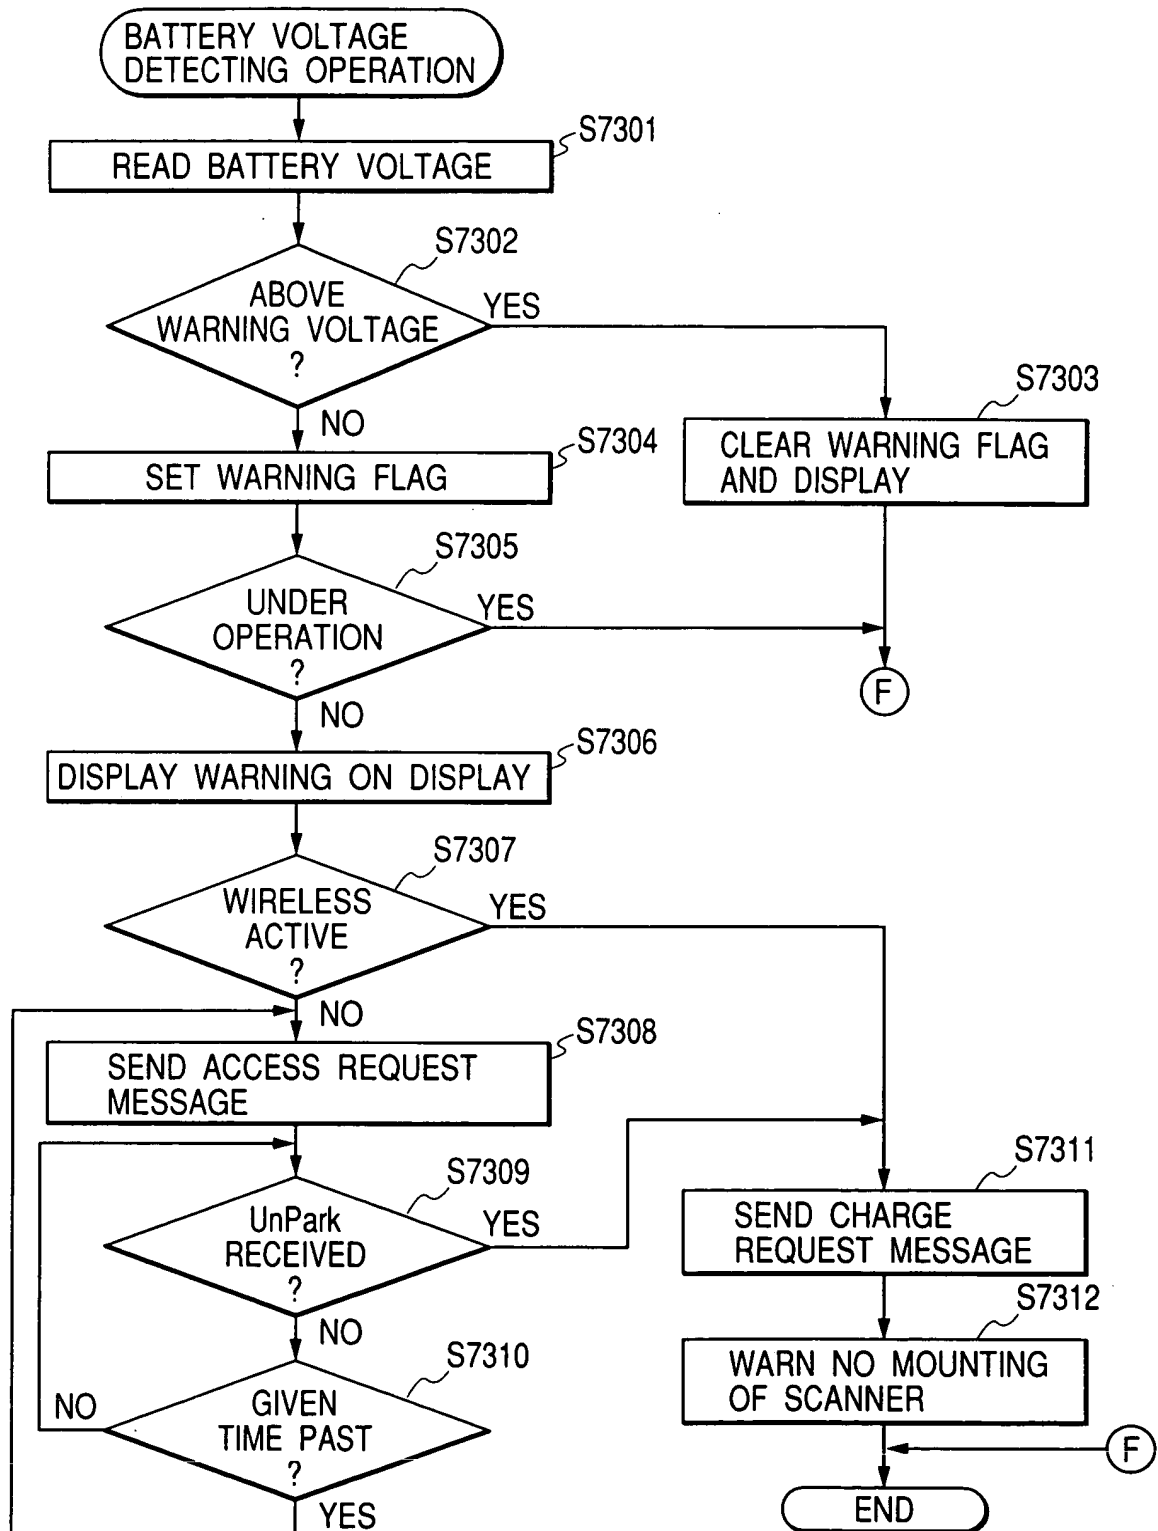 BATTERY VOLTAGE
DETECTING OPERATION
S7301
READ BATTERY VOLTAGE
S7302
ABOVE
WARNING VOLTAGE
?
YES
NO
S7303
CLEAR WARNING FLAG
AND DISPLAY
S7304
SET WARNING FLAG
S7305
UNDER
OPERATION
?
YES
F
NO
S7306
DISPLAY WARNING ON DISPLAY
S7307
WIRELESS
ACTIVE
?
YES
NO
S7308
SEND ACCESS REQUEST
MESSAGE
S7309
UnPark
RECEIVED
?
YES
NO
S7310
GIVEN
TIME PAST
?
NO
YES
S7311
SEND CHARGE
REQUEST MESSAGE
S7312
WARN NO MOUNTING
OF SCANNER
F
END